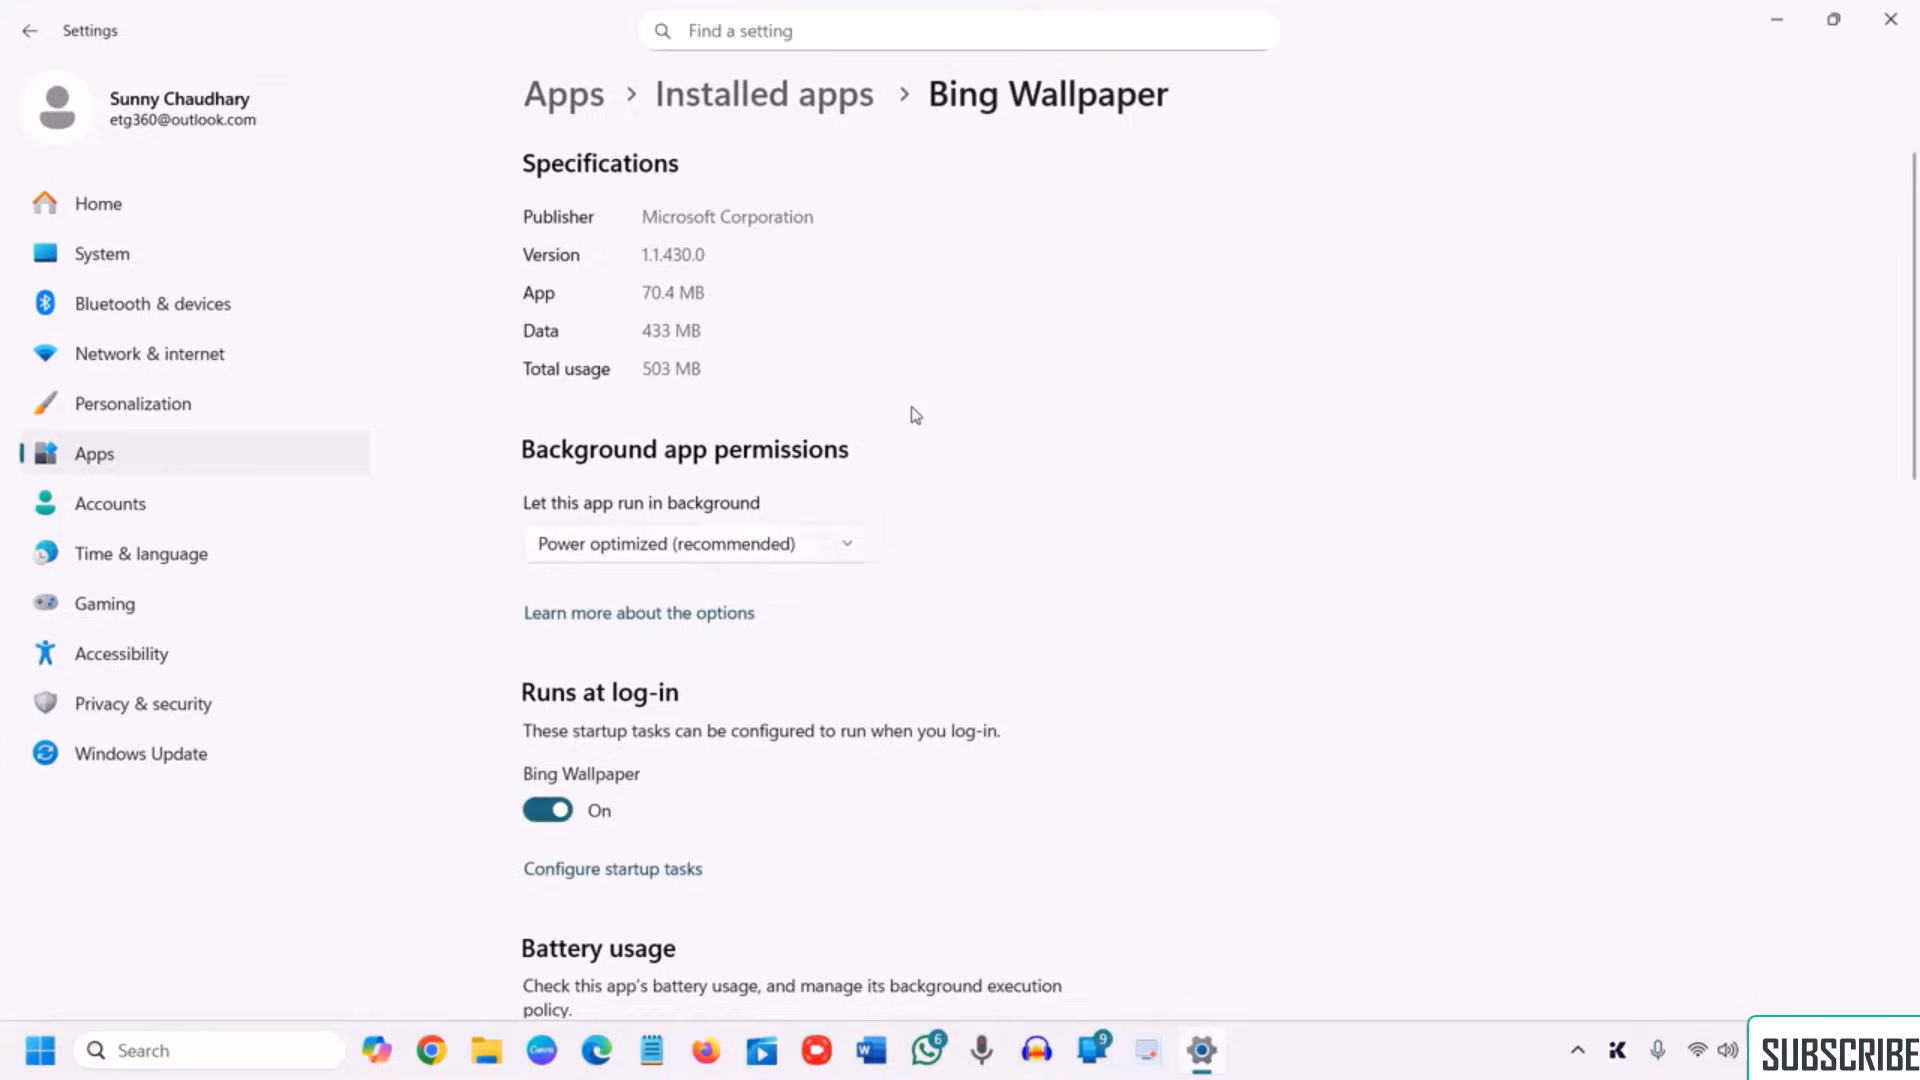 Settings
Find a setting
Sunny Chaudhary
etg360@outlook.com
Home
System
Bluetooth & devices
Network & internet
Personalization
Apps
Accounts
Time & language
Gaming
Accessibility
Privacy & security
Windows Update
Apps > Installed apps > Bing Wallpaper
Specifications
Publisher Microsoft Corporation
Version 1.1.430.0
App 70.4 MB
Data 433 MB
Total usage 503 MB
Background app permissions
Let this app run in background
Power optimized (recommended)
Learn more about the options
Runs at log-in
These startup tasks can be configured to run when you log-in.
Bing Wallpaper
On
Configure startup tasks
Battery usage
Check this app's battery usage, and manage its background execution
policy.
Search
Canva
W
6
9
K
SUBSCRIBE